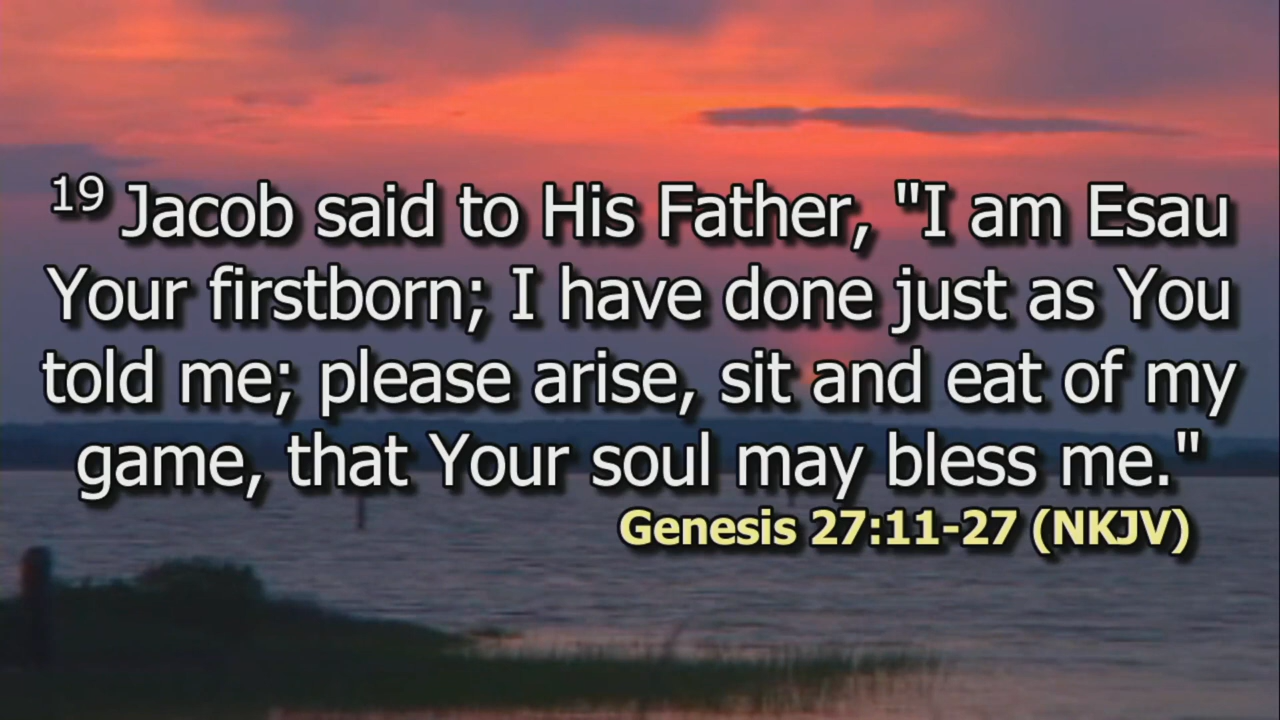 19 Jacob said to His Father, "I am Esau
Your firstborn; I have done just as You
told me; please arise, sit and eat of my
game, that Your soul may bless me."
Genesis 27:11-27 (NKJV)